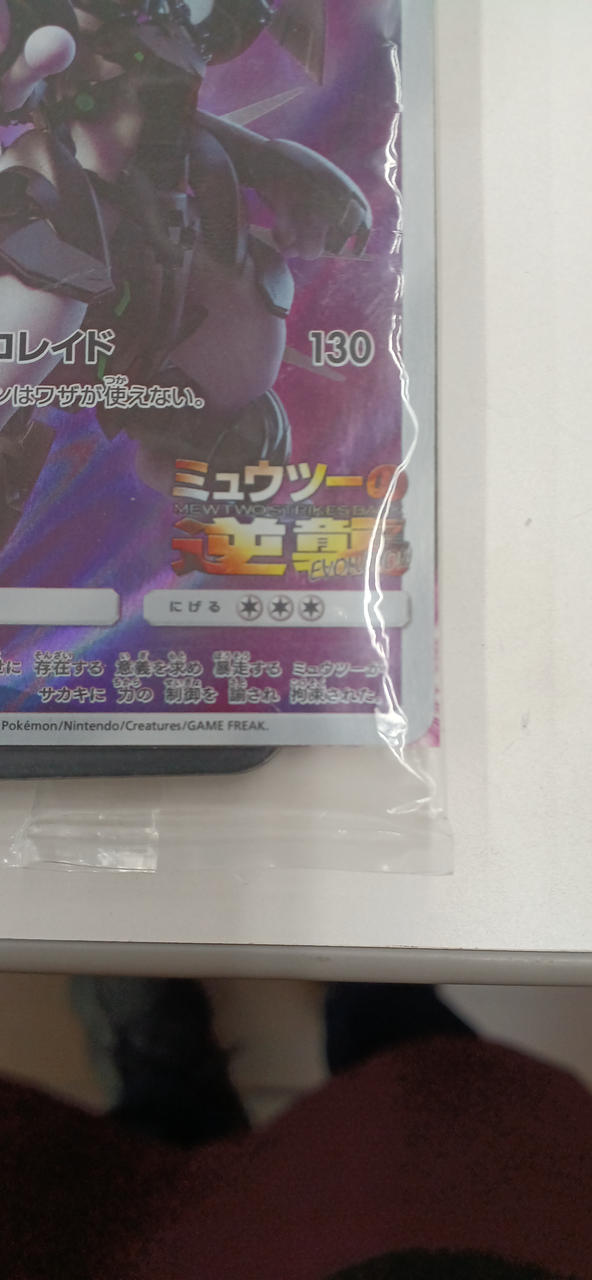 コレイド 130
ンはワザが使えない。
ミュウツーの
MEWTWO STRIKES BACK
逆襲
EVOLUTION
にげる
存在する 意義を求め 暴走する ミュウツーが
サカキに 力の 制御を 諭され 拘束された。
Pokémon/Nintendo/Creatures/GAME FREAK.